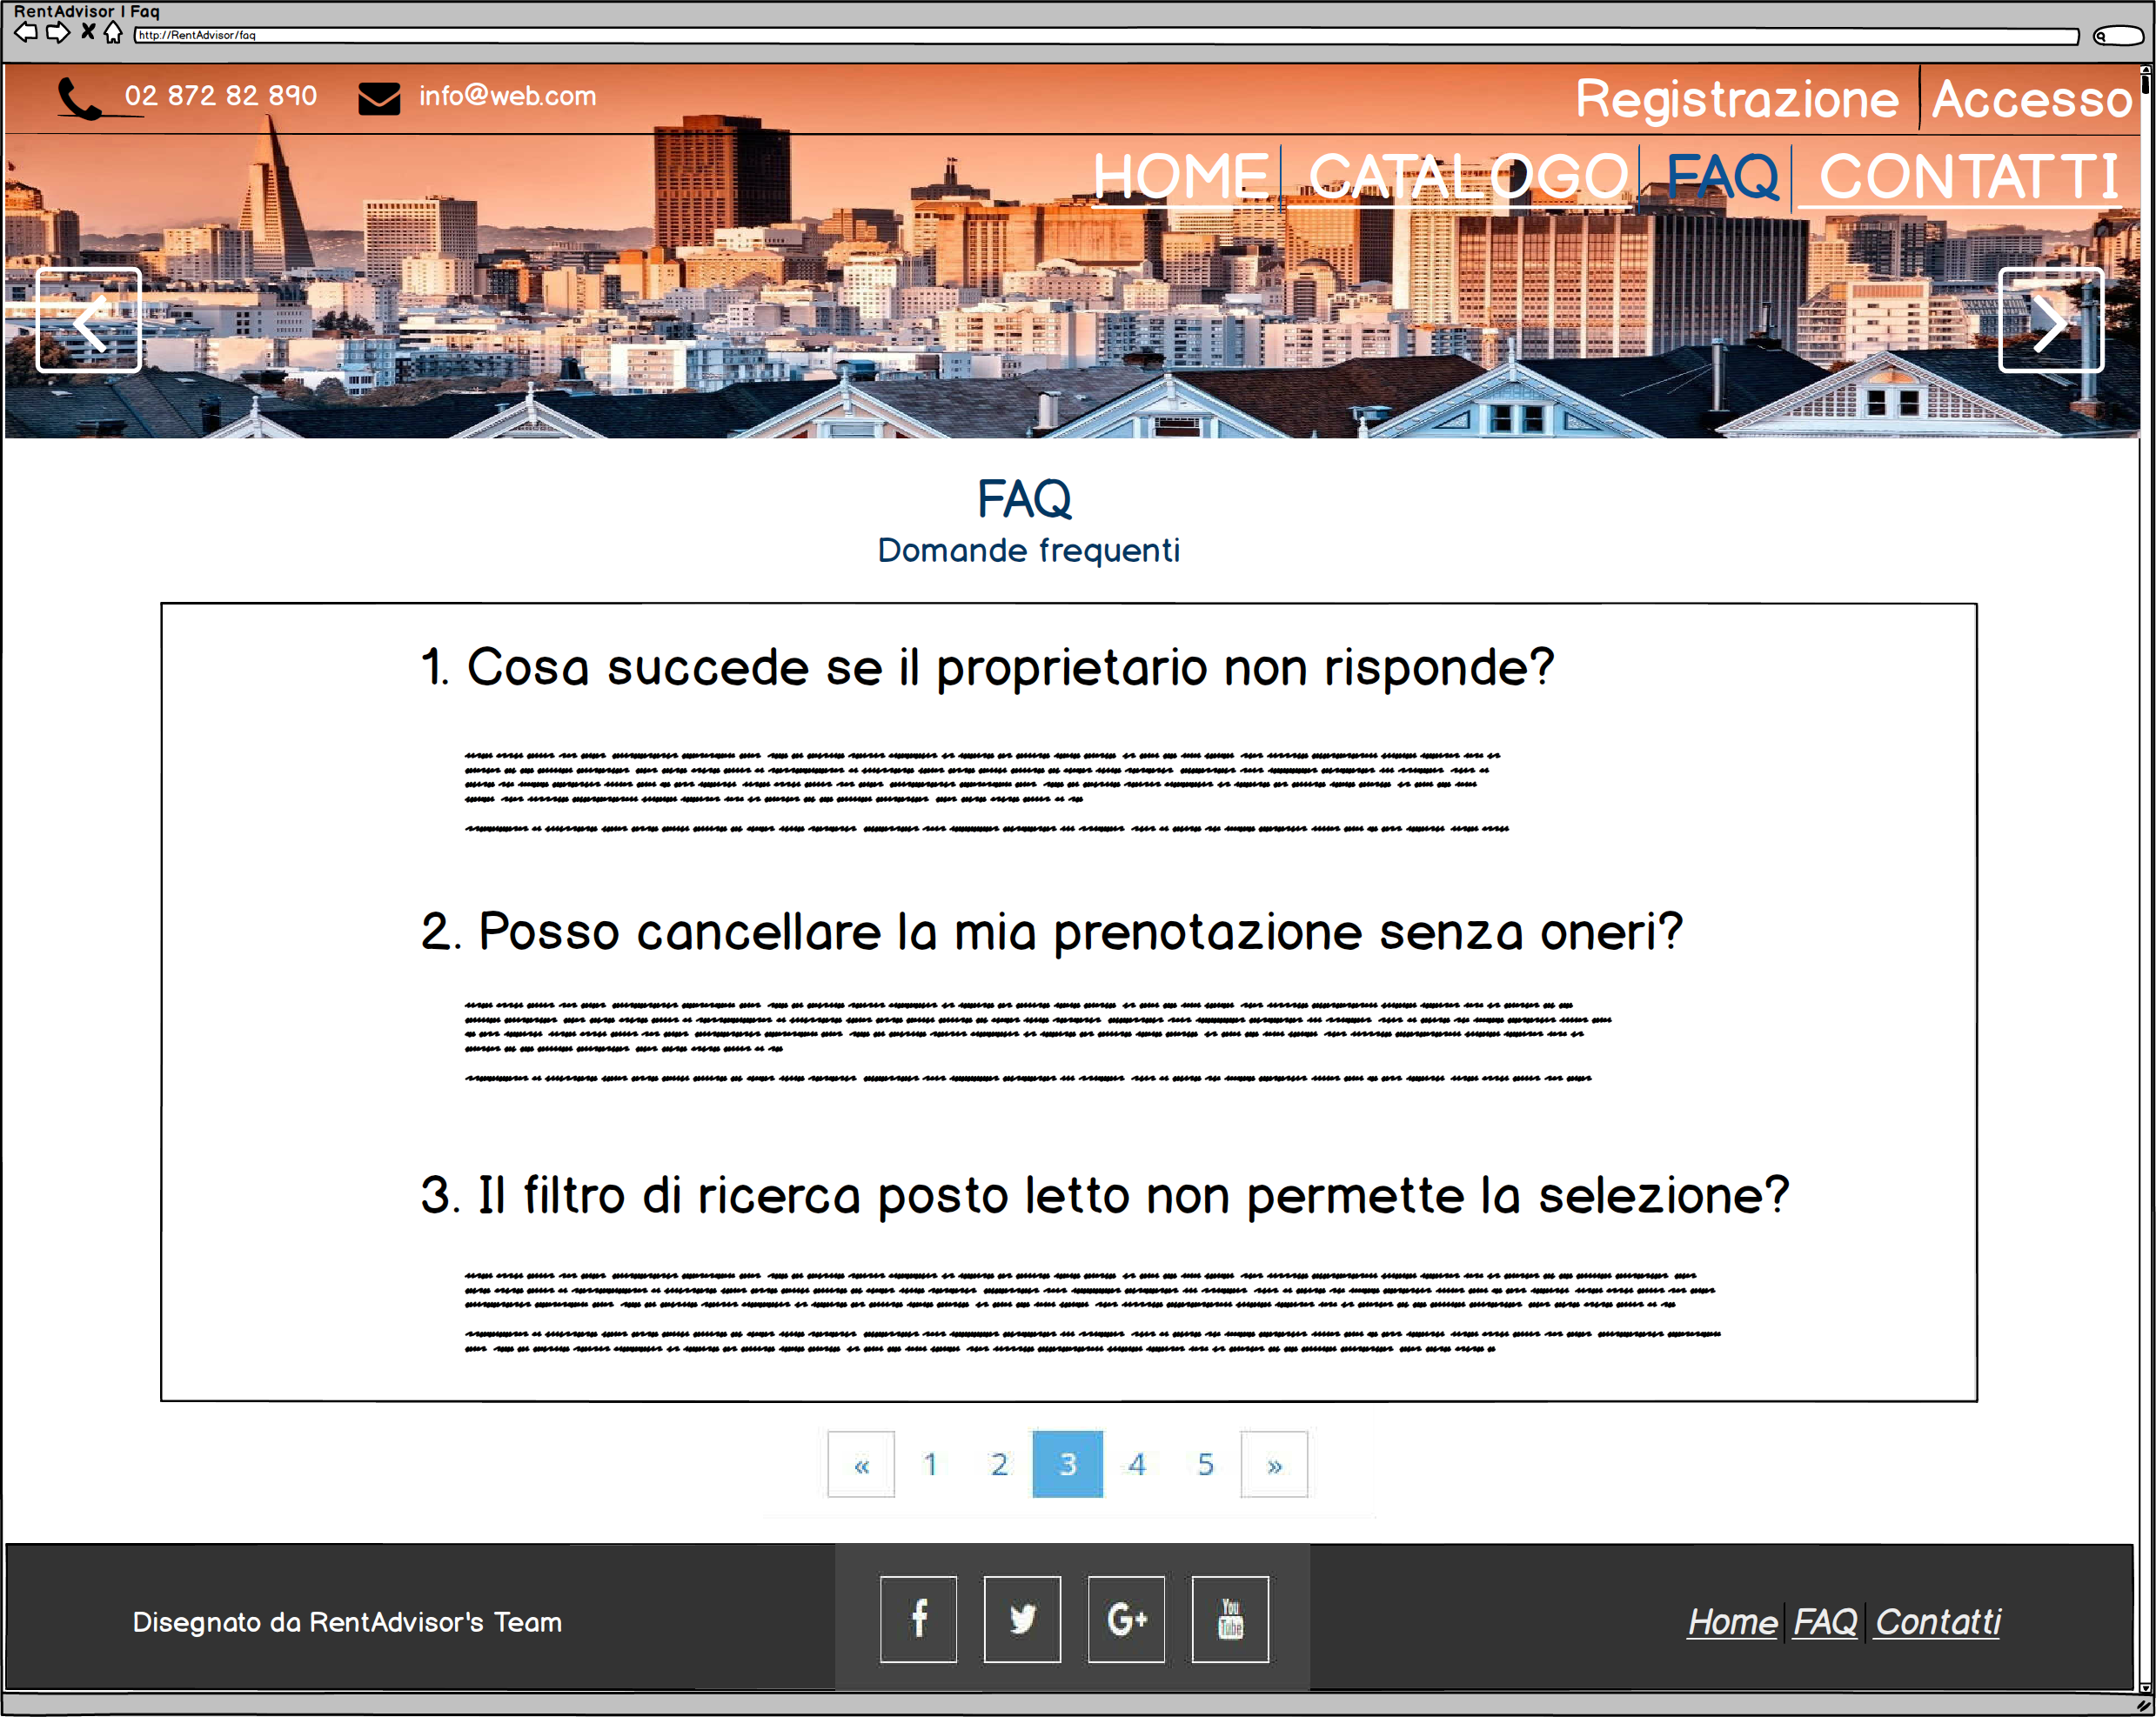 RentAdvisor | Faq
http://RentAdvisor/faq
02 872 82 890 info@web.com Registrazione Accesso
HOME CATALOGO FAQ CONTATTI
FAQ
Domande frequenti
1. Cosa succede se il proprietario non risponde?
2. Posso cancellare la mia prenotazione senza oneri?
3. Il filtro di ricerca posto letto non permette la selezione?
« 1 2 3 4 5 »
Disegnato da RentAdvisor's Team
f G+ You Tube
Home FAQ Contatti